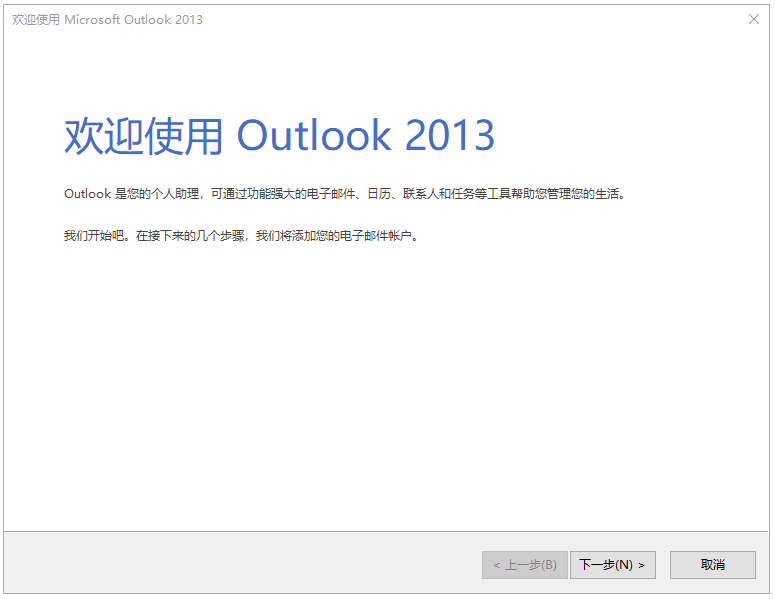 欢迎使用 Microsoft Outlook 2013
欢迎使用 Outlook 2013
Outlook 是您的个人助理，可通过功能强大的电子邮件、日历、联系人和任务等工具帮助您管理您的生活。
我们开始吧。在接下来的几个步骤，我们将添加您的电子邮件帐户。
< 上一步(B) 下一步(N) > 取消